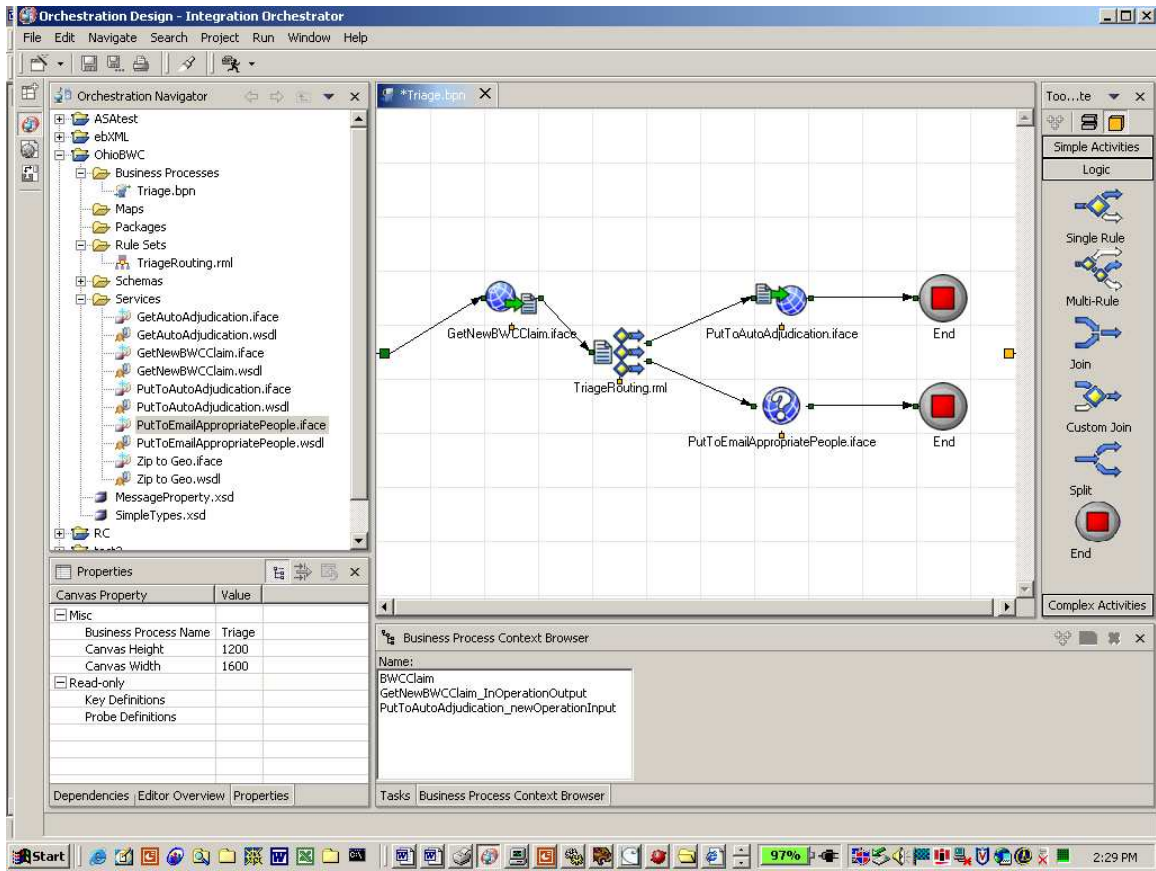 Orchestration Design - Integration Orchestrator
File Edit Navigate Search Project Run Window Help
Orchestration Navigator
ASAtest
ebXML
OhioBWC
Business Processes
Triage.bpn
Maps
Packages
Rule Sets
TriageRouting.rml
Schemas
Services
GetAutoAdjudication.iface
GetAutoAdjudication.wsdl
GetNewBWCClaim.iface
GetNewBWCClaim.wsdl
PutToAutoAdjudication.iface
PutToAutoAdjudication.wsdl
PutToEmailAppropriatePeople.iface
PutToEmailAppropriatePeople.wsdl
Zip to Geo.iface
Zip to Geo.wsdl
MessageProperty.xsd
SimpleTypes.xsd
RC
*Triage.bpn
GetNewBWCClaim.iface
TriageRouting.rml
PutToAutoAdjudication.iface
End
PutToEmailAppropriatePeople.iface
End
Too...te
Simple Activities
Logic
Single Rule
Multi-Rule
Join
Custom Join
Split
End
Complex Activities
Properties
Canvas Property Value
Misc
Business Process Name Triage
Canvas Height 1200
Canvas Width 1600
Read-only
Key Definitions
Probe Definitions
Dependencies Editor Overview Properties
Business Process Context Browser
Name:
BWCClaim
GetNewBWCClaim_InOperationOutput
PutToAutoAdjudication_newOperationInput
Tasks Business Process Context Browser
Start
97%
2:29 PM